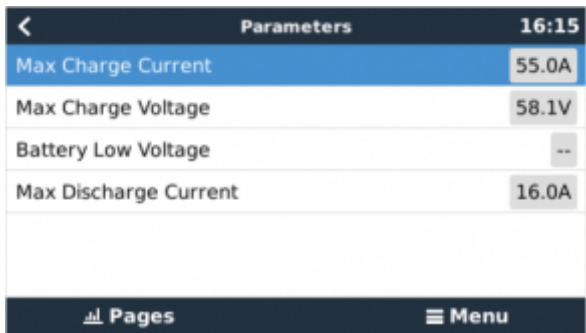 Parameters 16:15
Max Charge Current 55.0A
Max Charge Voltage 58.1V
Battery Low Voltage --
Max Discharge Current 16.0A
Pages Menu